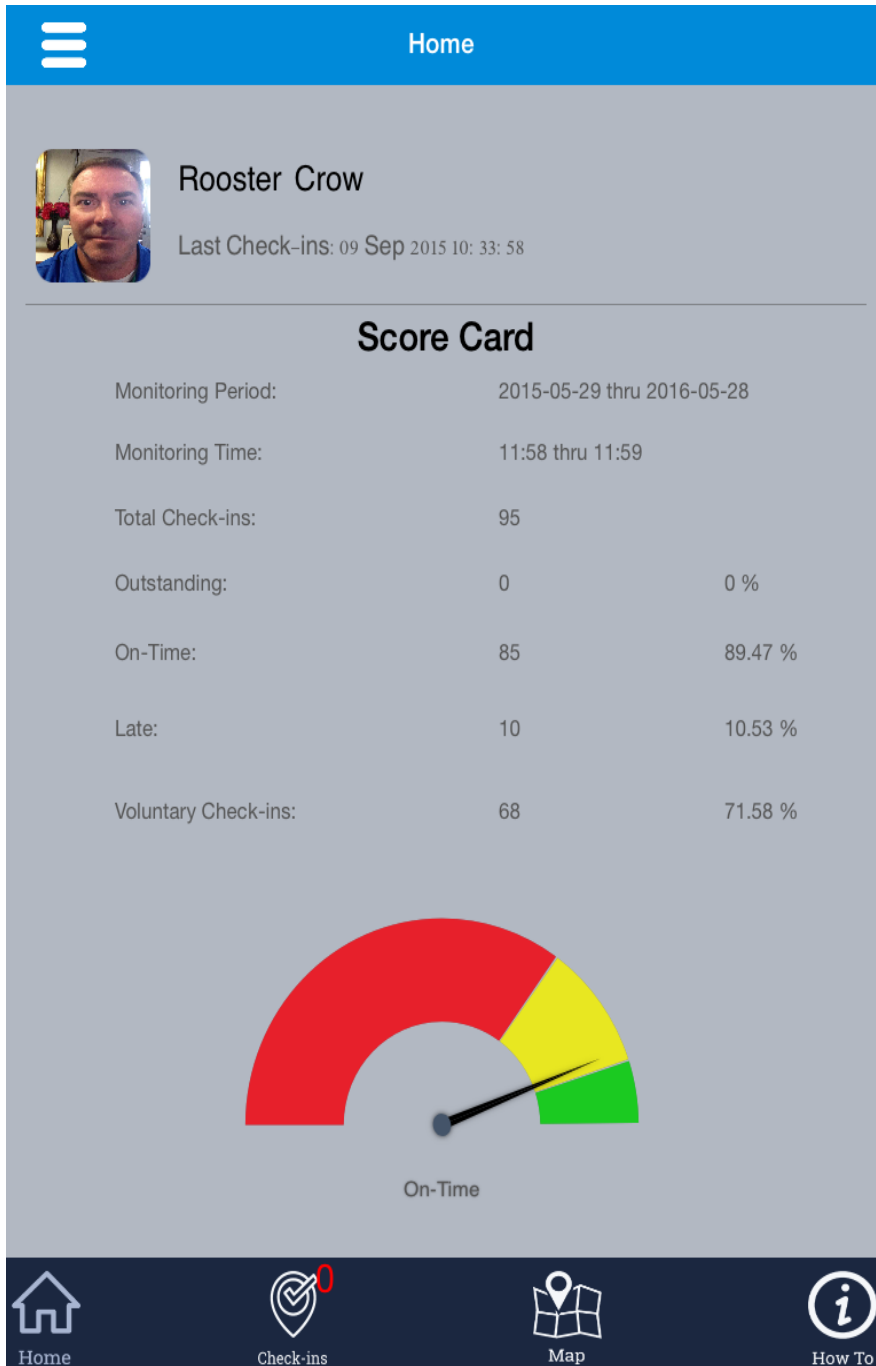 Home
Rooster Crow
Last Check-ins: 09 Sep 2015 10: 33: 58
Score Card
Monitoring Period: 2015-05-29 thru 2016-05-28
Monitoring Time: 11:58 thru 11:59
Total Check-ins: 95
Outstanding: 0 0 %
On-Time: 85 89.47 %
Late: 10 10.53 %
Voluntary Check-ins: 68 71.58 %
On-Time
0
Home Check-ins Map How To